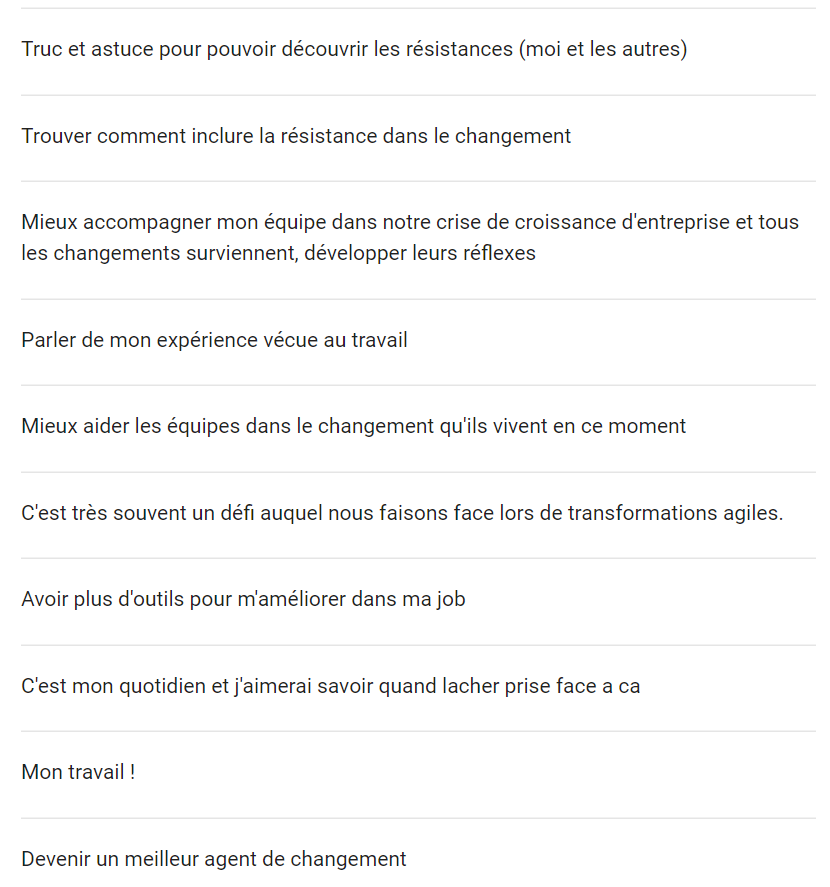 Truc et astuce pour pouvoir découvrir les résistances (moi et les autres)
Trouver comment inclure la résistance dans le changement
Mieux accompagner mon équipe dans notre crise de croissance d'entreprise et tous
les changements surviennent, développer leurs réflexes
Parler de mon expérience vécue au travail
Mieux aider les équipes dans le changement qu'ils vivent en ce moment
C'est très souvent un défi auquel nous faisons face lors de transformations agiles.
Avoir plus d'outils pour m'améliorer dans ma job
C'est mon quotidien et j'aimerai savoir quand lacher prise face a ca
Mon travail !
Devenir un meilleur agent de changement